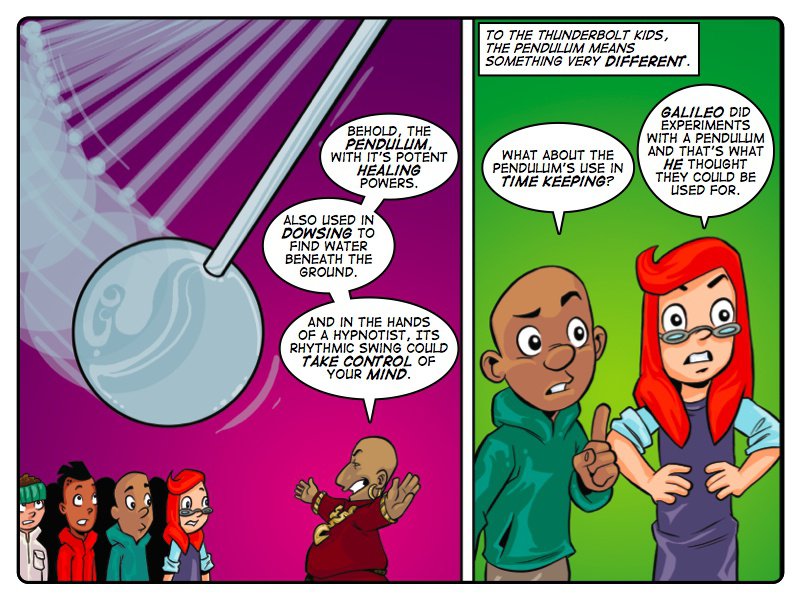 BEHOLD, THE
PENDULUM,
WITH IT'S POTENT
HEALING
POWERS.
ALSO USED IN
DOWSING TO
FIND WATER
BENEATH THE
GROUND.
AND IN THE HANDS
OF A HYPNOTIST, ITS
RHYTHMIC SWING COULD
TAKE CONTROL OF
YOUR MIND.
TO THE THUNDERBOLT KIDS,
THE PENDULUM MEANS
SOMETHING VERY DIFFERENT.
WHAT ABOUT THE
PENDULUM'S USE IN
TIME KEEPING?
GALILEO DID
EXPERIMENTS
WITH A PENDULUM
AND THAT'S WHAT
HE THOUGHT
THEY COULD BE
USED FOR.